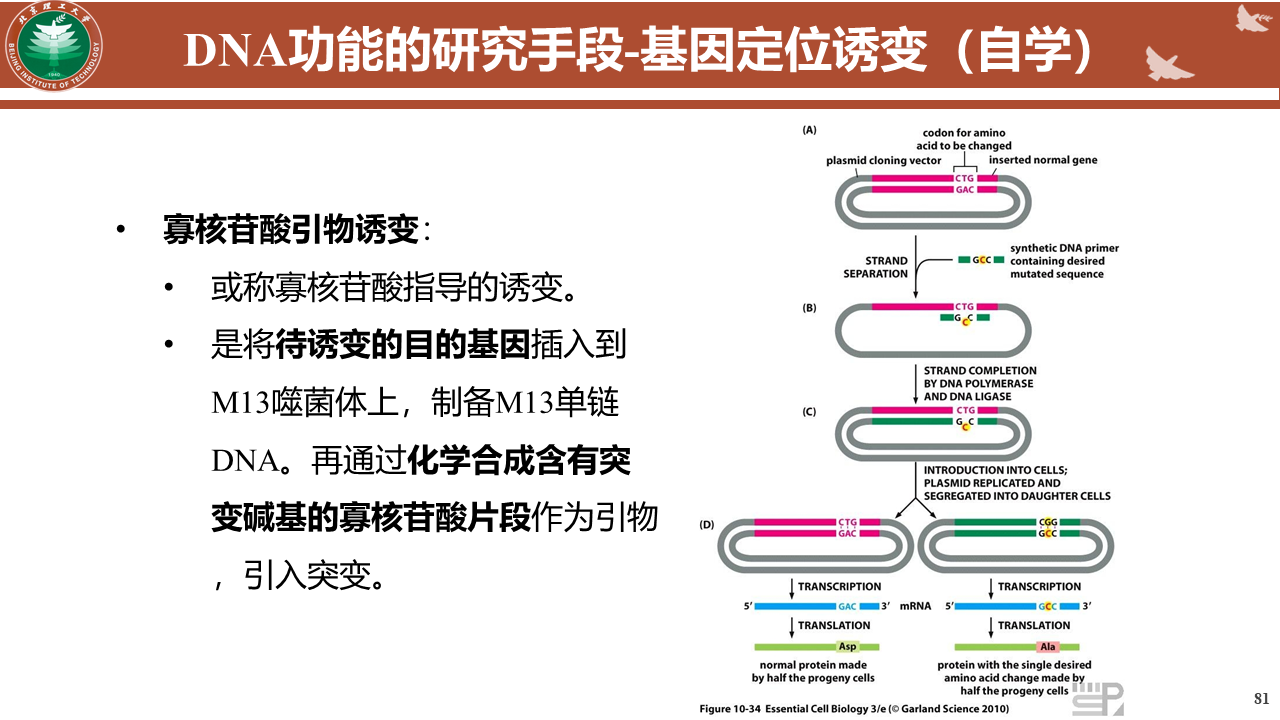 DNA功能的研究手段-基因定位诱变（自学）
北京理工大学
1940
BEIJING INSTITUTE OF TECHNOLOGY
• 寡核苷酸引物诱变：
• 或称寡核苷酸指导的诱变。
• 是将待诱变的目的基因插入到
M13噬菌体上，制备M13单链
DNA。再通过化学合成含有突
变碱基的寡核苷酸片段作为引物
，引入突变。
(A)
codon for amino
acid to be changed
plasmid cloning vector
inserted normal gene
CTG
GAC
STRAND
SEPARATION
GCC
synthetic DNA primer
containing desired
mutated sequence
(B)
CTG
GCC
STRAND COMPLETION
BY DNA POLYMERASE
AND DNA LIGASE
(C)
CTG
GCC
INTRODUCTION INTO CELLS;
PLASMID REPLICATED AND
SEGREGATED INTO DAUGHTER CELLS
(D)
CTG
GAC
CGG
GCC
TRANSCRIPTION
TRANSCRIPTION
5′ GAC 3′ mRNA 5′ GCC 3′
TRANSLATION
TRANSLATION
Asp
Ala
normal protein made
by half the progeny cells
protein with the single desired
amino acid change made by
half the progeny cells
Figure 10-34 Essential Cell Biology 3/e (© Garland Science 2010)
81